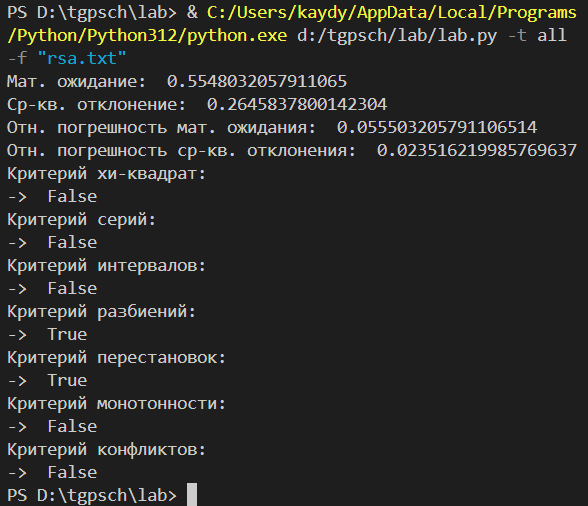 PS D:\tgpsch\lab> & C:/Users/kaydy/AppData/Local/Programs
/Python/Python312/python.exe d:/tgpsch/lab/lab.py -t all
-f "rsa.txt"
Мат. ожидание:  0.5548032057911065
Ср-кв. отклонение:  0.2645837800142304
Отн. погрешность мат. ожидания:  0.055503205791106514
Отн. погрешность ср-кв. отклонения:  0.023516219985769637
Критерий хи-квадрат:
->  False
Критерий серий:
->  False
Критерий интервалов:
->  False
Критерий разбиений:
->  True
Критерий перестановок:
->  True
Критерий монотонности:
->  False
Критерий конфликтов:
->  False
PS D:\tgpsch\lab>